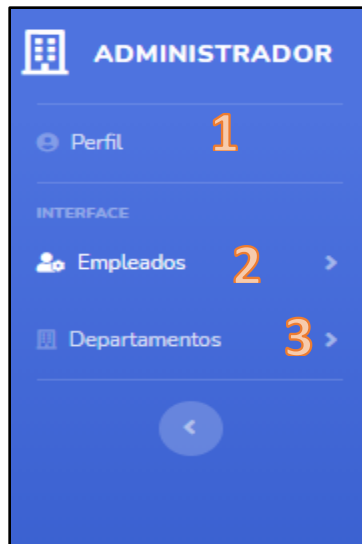 ADMINISTRADOR
Perfil 1
INTERFACE
Empleados 2
Departamentos 3